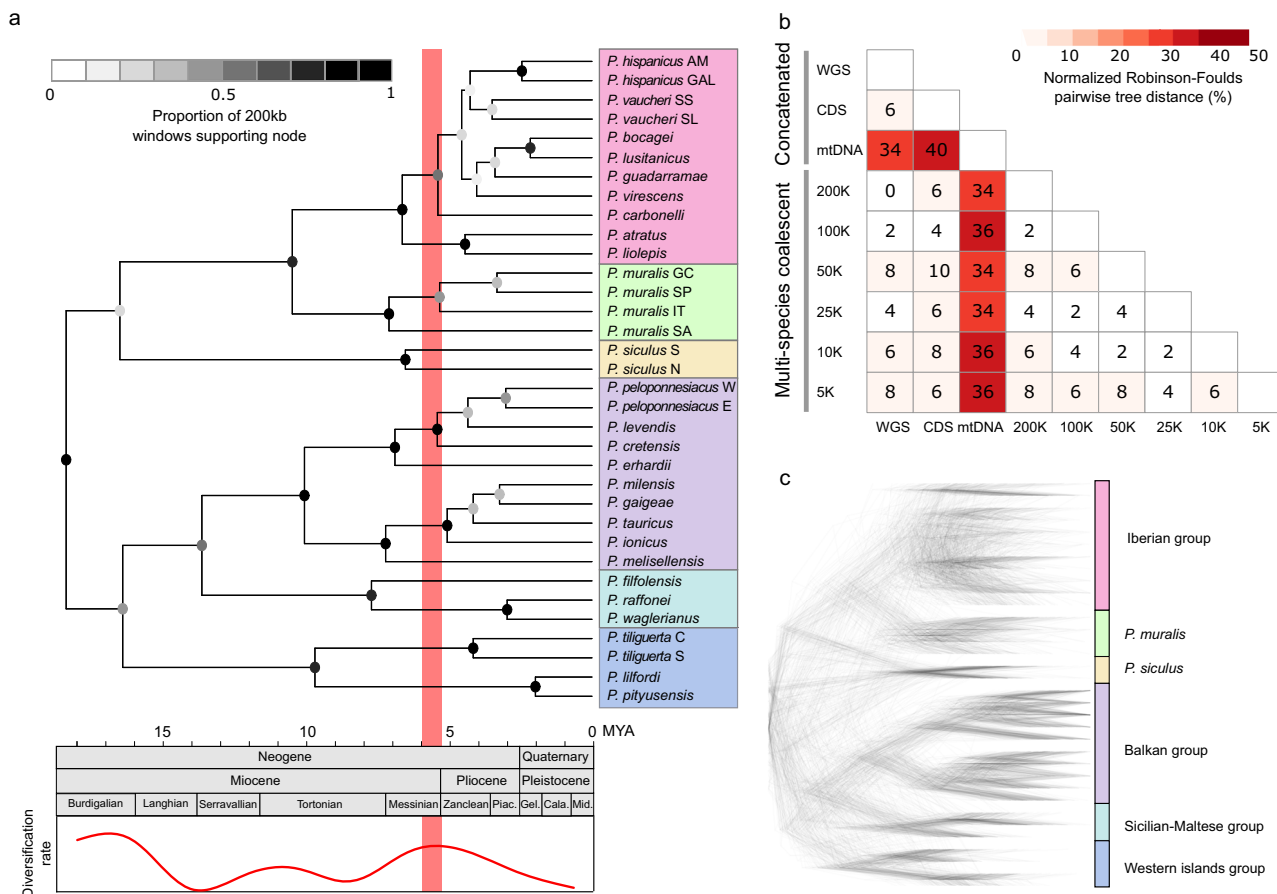 a
0
0.5
1
Proportion of 200kb
windows supporting node
P. hispanicus AM
P. hispanicus GAL
P. vaucheri SS
P. vaucheri SL
P. bocagei
P. lusitanicus
P. guadarramae
P. virescens
P. carbonelli
P. atratus
P. liolepis
P. muralis GC
P. muralis SP
P. muralis IT
P. muralis SA
P. siculus S
P. siculus N
P. peloponnesiacus W
P. peloponnesiacus E
P. levendis
P. cretensis
P. erhardii
P. milensis
P. gaigeae
P. tauricus
P. ionicus
P. melisellensis
P. filfolensis
P. raffonei
P. waglerianus
P. tiliguerta C
P. tiliguerta S
P. lilfordi
P. pityusensis
15 10 5 0 MYA
Neogene Quaternary
Miocene Pliocene Pleistocene
Burdigalian Langhian Serravallian Tortonian Messinian Zanclean Piac. Gel. Cala. Mid.
Diversification
rate
b
0 10 20 30 40 50
Normalized Robinson-Foulds
pairwise tree distance (%)
Concatenated
Multi-species coalescent
WGS
CDS 6
mtDNA 34 40
200K 0 6 34
100K 2 4 36 2
50K 8 10 34 8 6
25K 4 6 34 4 2 4
10K 6 8 36 6 4 2 2
5K 8 6 36 8 6 8 4 6
WGS CDS mtDNA 200K 100K 50K 25K 10K 5K
c
Iberian group
P. muralis
P. siculus
Balkan group
Sicilian-Maltese group
Western islands group